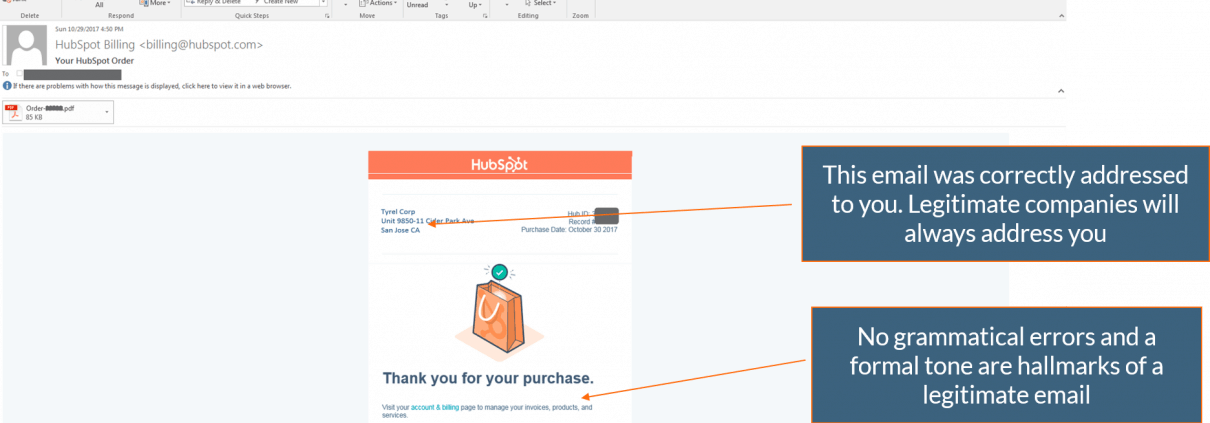 All
More
Reply & Delete
Create New
Actions
Unread
Up
Select
Delete
Respond
Quick Steps
Move
Tags
Editing
Zoom
Sun 10/29/2017 4:50 PM
HubSpot Billing <billing@hubspot.com>
Your HubSpot Order
To
If there are problems with how this message is displayed, click here to view it in a web browser.
PDF
Order- .pdf
85 KB
HubSpot
Tyrel Corp
Unit 9850-11 Cider Park Ave
San Jose CA
Hub ID:
Record #
Purchase Date: October 30 2017
Thank you for your purchase.
Visit your account & billing page to manage your invoices, products, and
services.
This email was correctly addressed
to you. Legitimate companies will
always address you
No grammatical errors and a
formal tone are hallmarks of a
legitimate email